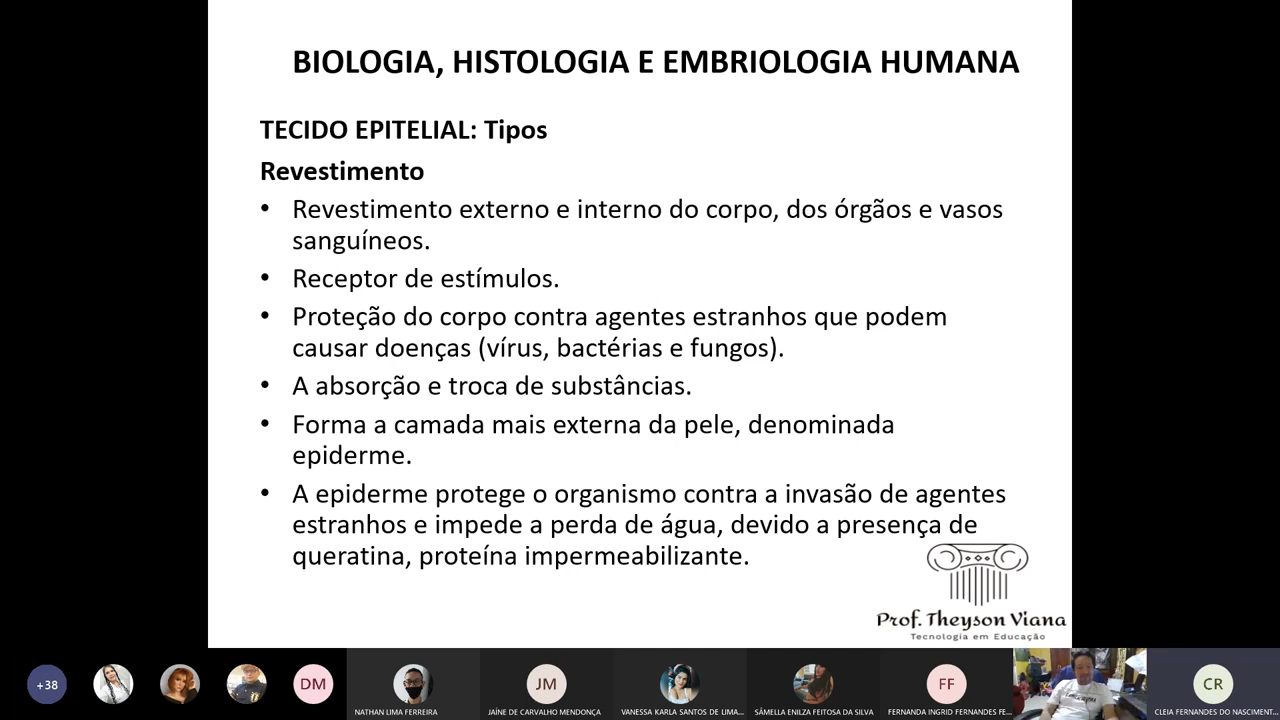 BIOLOGIA, HISTOLOGIA E EMBRIOLOGIA HUMANA
TECIDO EPITELIAL: Tipos
Revestimento
• Revestimento externo e interno do corpo, dos órgãos e vasos
sanguíneos.
• Receptor de estímulos.
• Proteção do corpo contra agentes estranhos que podem
causar doenças (vírus, bactérias e fungos).
• A absorção e troca de substâncias.
• Forma a camada mais externa da pele, denominada
epiderme.
• A epiderme protege o organismo contra a invasão de agentes
estranhos e impede a perda de água, devido a presença de
queratina, proteína impermeabilizante.
Prof. Theyson Viana
Tecnologia em Educação
+38
DM
NATHAN LIMA FERREIRA
JM
JAÍNE DE CARVALHO MENDONÇA
VANESSA KARLA SANTOS DE LIMA...
SÂMELLA ENILZA FEITOSA DA SILVA
FF
FERNANDA INGRID FERNANDES FE...
CR
CLEIA FERNANDES DO NASCIMENT...